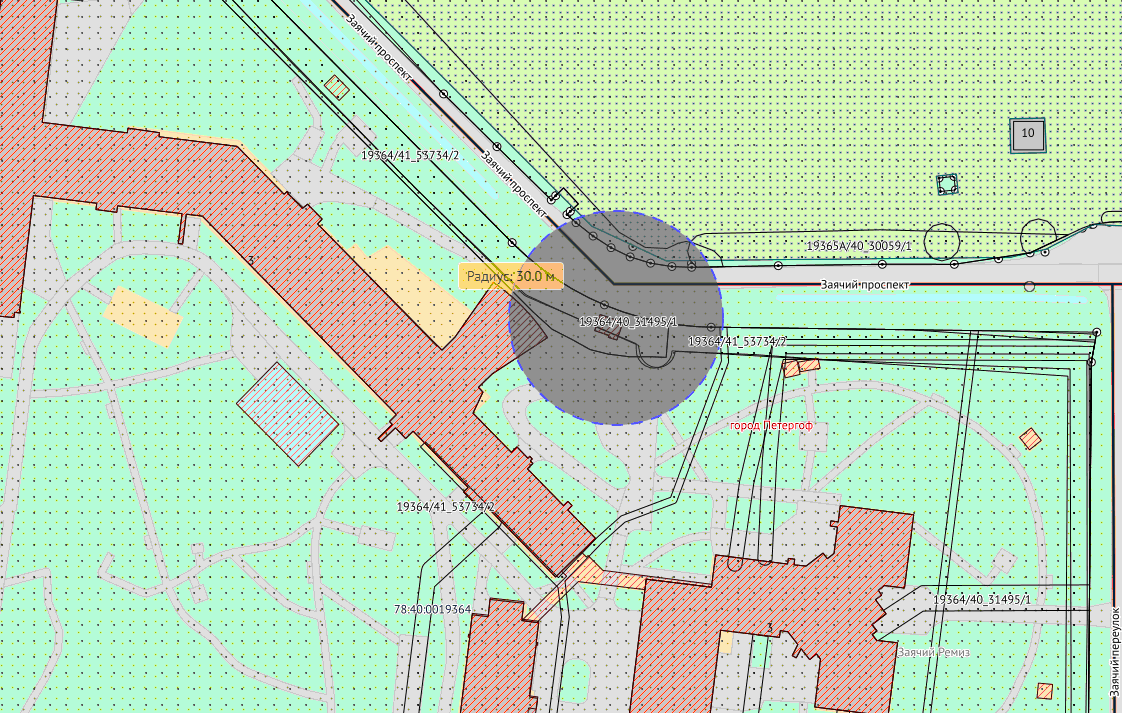 Заячий проспект
10
19364/41_53734/2
Заячий проспект
19365A/40_30059/1
3
Радиус: 30.0 м
Заячий проспект
19364/40_31495/1
19364/41_53734/2
город Петергоф
19364/41_53734/2
19364/40_31495/1
78:40:0019364
3
Заячий Ремиз
Заячий переулок